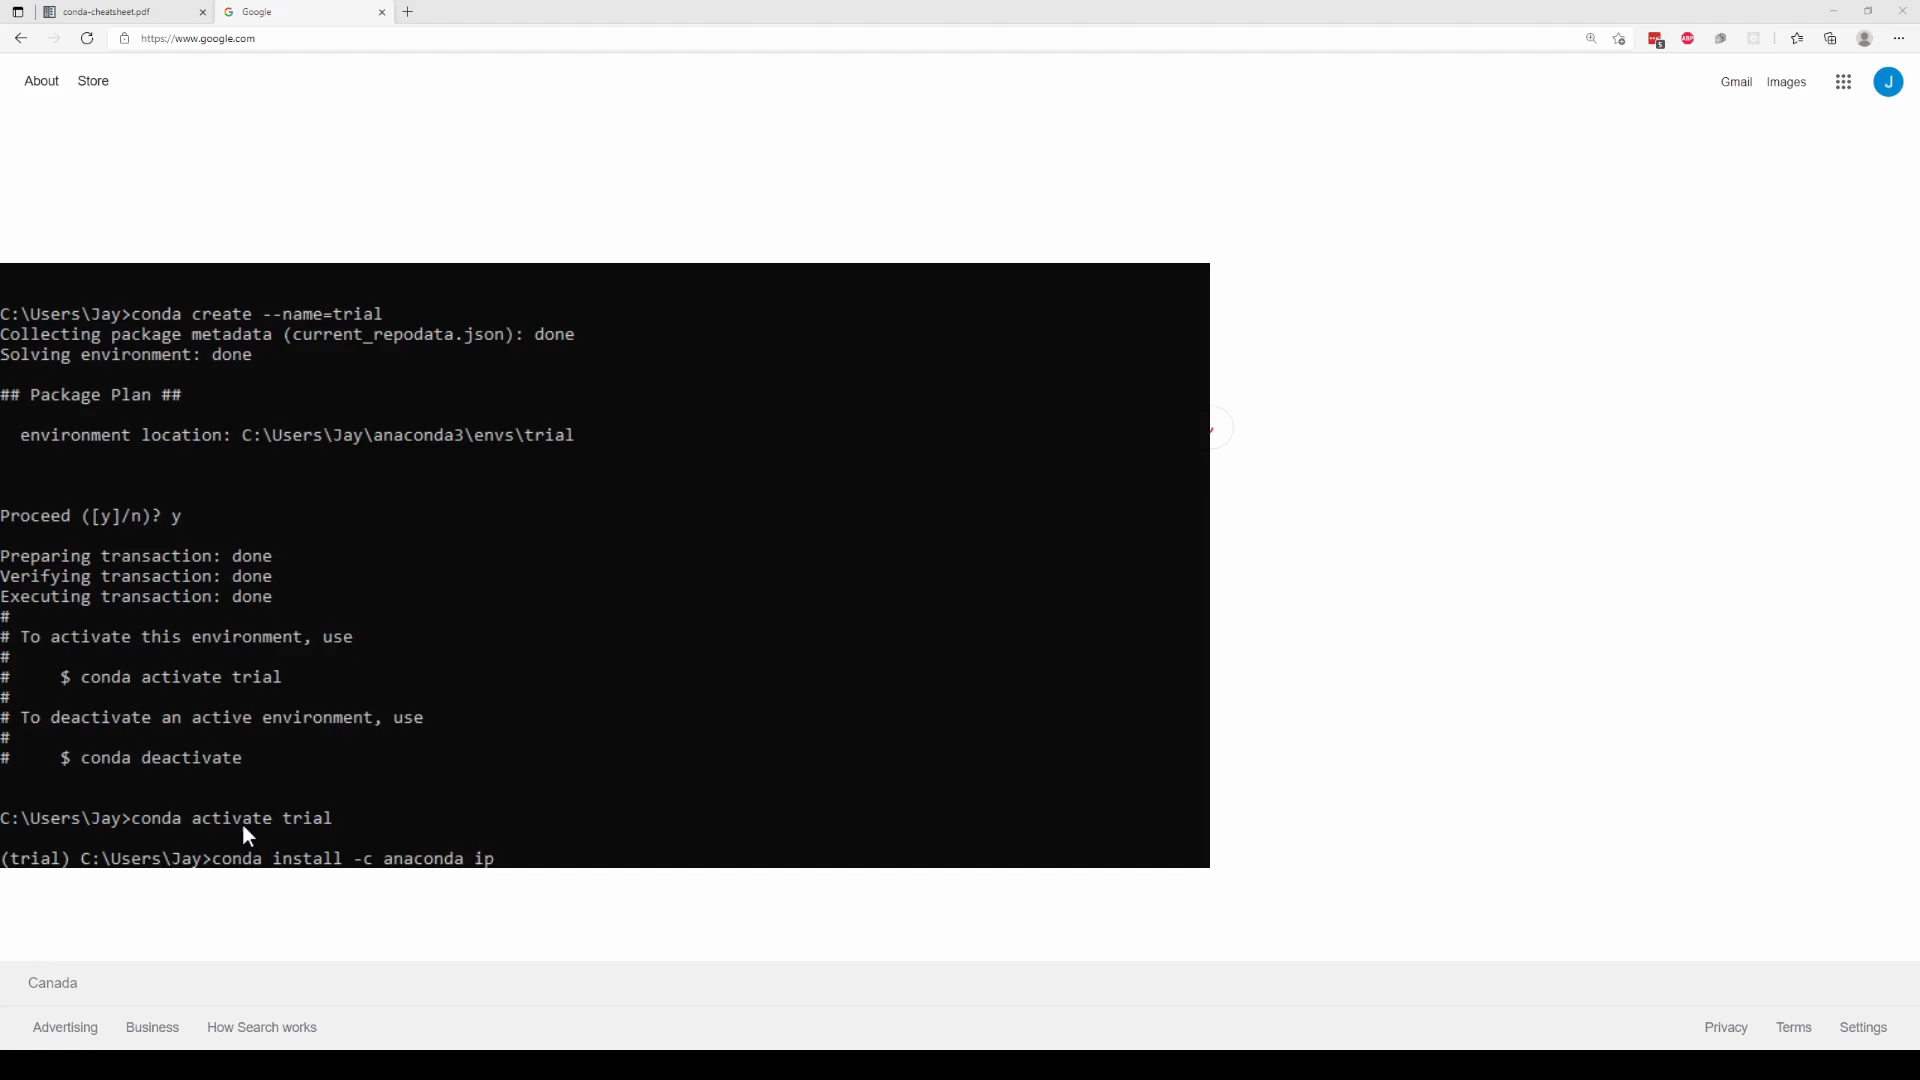 conda-cheatsheet.pdf
Google
https://www.google.com
5
ABP
About Store
Gmail Images
J
C:\Users\Jay>conda create --name=trial
Collecting package metadata (current_repodata.json): done
Solving environment: done
## Package Plan ##
environment location: C:\Users\Jay\anaconda3\envs\trial
Proceed ([y]/n)? y
Preparing transaction: done
Verifying transaction: done
Executing transaction: done
#
# To activate this environment, use
#
# $ conda activate trial
#
# To deactivate an active environment, use
#
# $ conda deactivate
C:\Users\Jay>conda activate trial
(trial) C:\Users\Jay>conda install -c anaconda ip
Canada
Advertising Business How Search works
Privacy Terms Settings